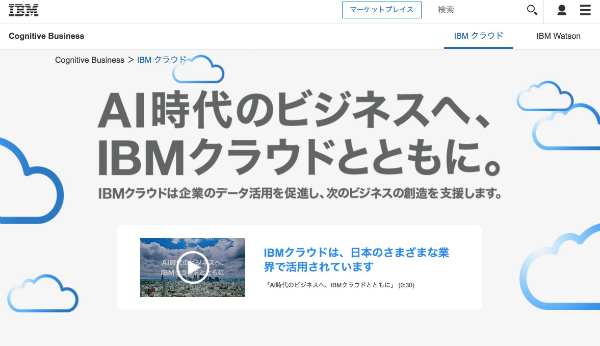 IBM
マーケットプレイス
検索
Cognitive Business
IBM クラウド
IBM Watson
Cognitive Business > IBM クラウド
AI時代のビジネスへ、
IBMクラウドとともに。
IBMクラウドは企業のデータ活用を促進し、次のビジネスの創造を支援します。
AI時代のビジネスへ、
IBMクラウドとともに
IBMクラウドは、日本のさまざまな業
界で活用されています
「AI時代のビジネスへ、IBMクラウドとともに」 (0:30)